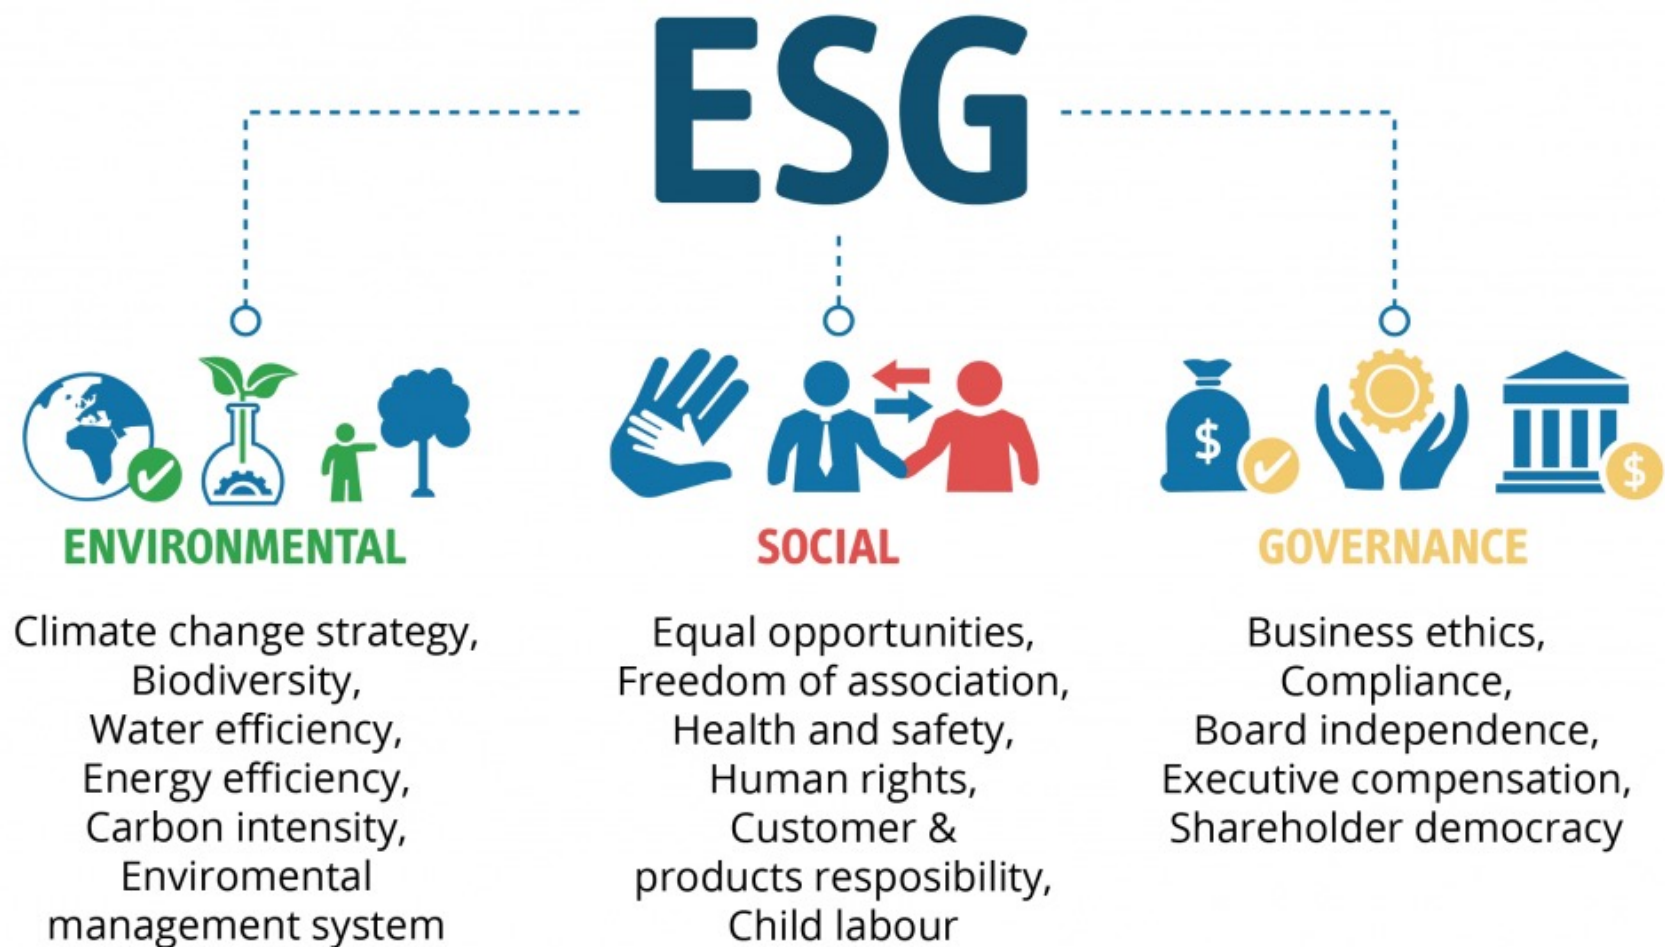 ESG
ENVIRONMENTAL
Climate change strategy,
Biodiversity,
Water efficiency,
Energy efficiency,
Carbon intensity,
Enviromental
management system
SOCIAL
Equal opportunities,
Freedom of association,
Health and safety,
Human rights,
Customer &
products resposibility,
Child labour
$
$
GOVERNANCE
Business ethics,
Compliance,
Board independence,
Executive compensation,
Shareholder democracy